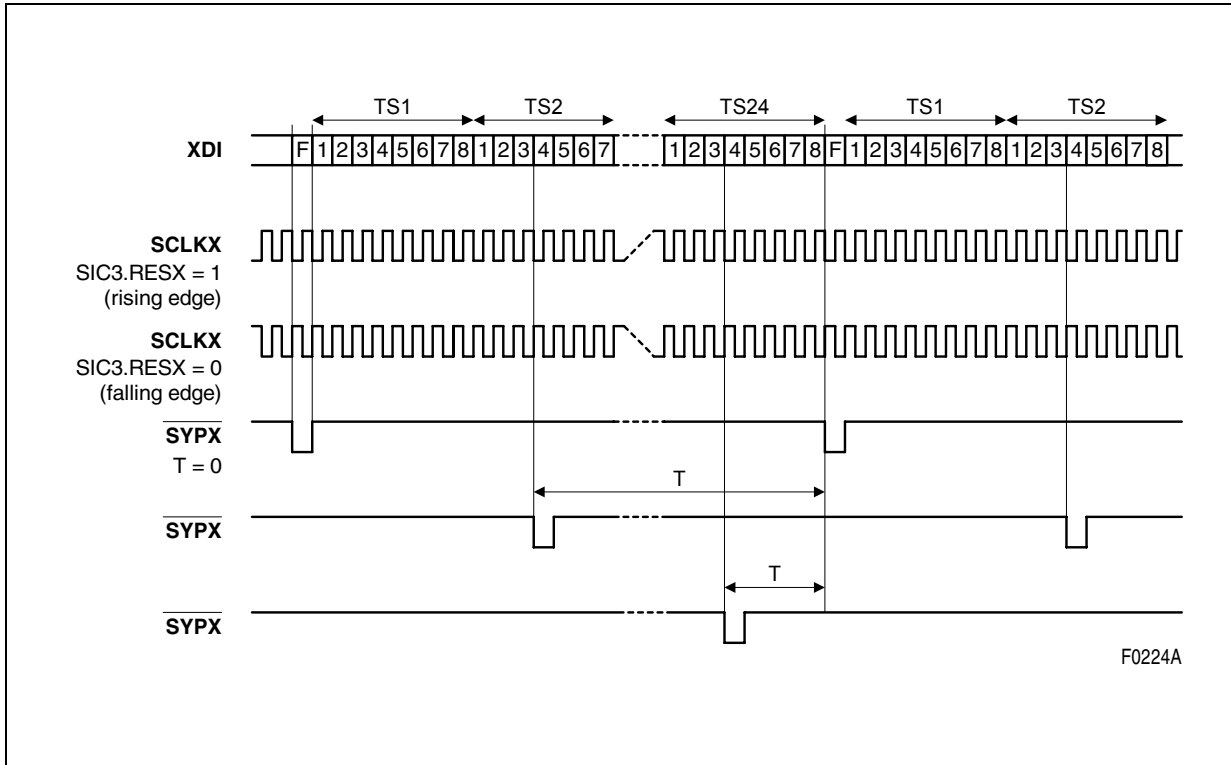 TS1 TS2 TS24 TS1 TS2
XDI F 1 2 3 4 5 6 7 8 1 2 3 4 5 6 7 1 2 3 4 5 6 7 8 F 1 2 3 4 5 6 7 8 1 2 3 4 5 6 7 8
SCLKX
SIC3.RESX = 1
(rising edge)
SCLKX
SIC3.RESX = 0
(falling edge)
SYPX
T = 0
T
SYPX
T
SYPX
F0224A